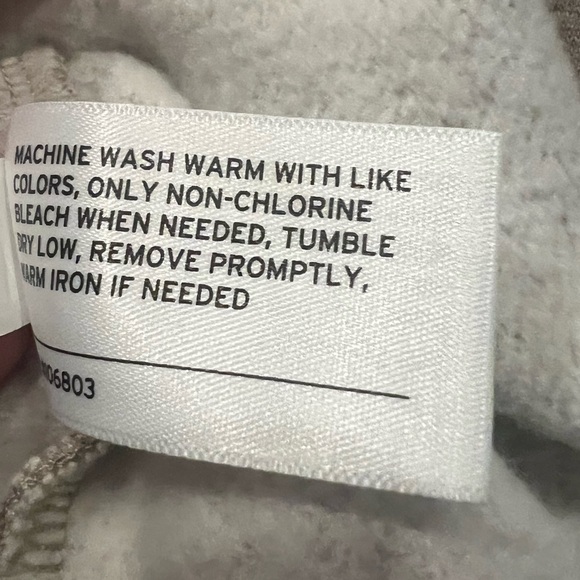 MACHINE WASH WARM WITH LIKE
COLORS, ONLY NON-CHLORINE
BLEACH WHEN NEEDED, TUMBLE
DRY LOW, REMOVE PROMPTLY,
WARM IRON IF NEEDED
06803